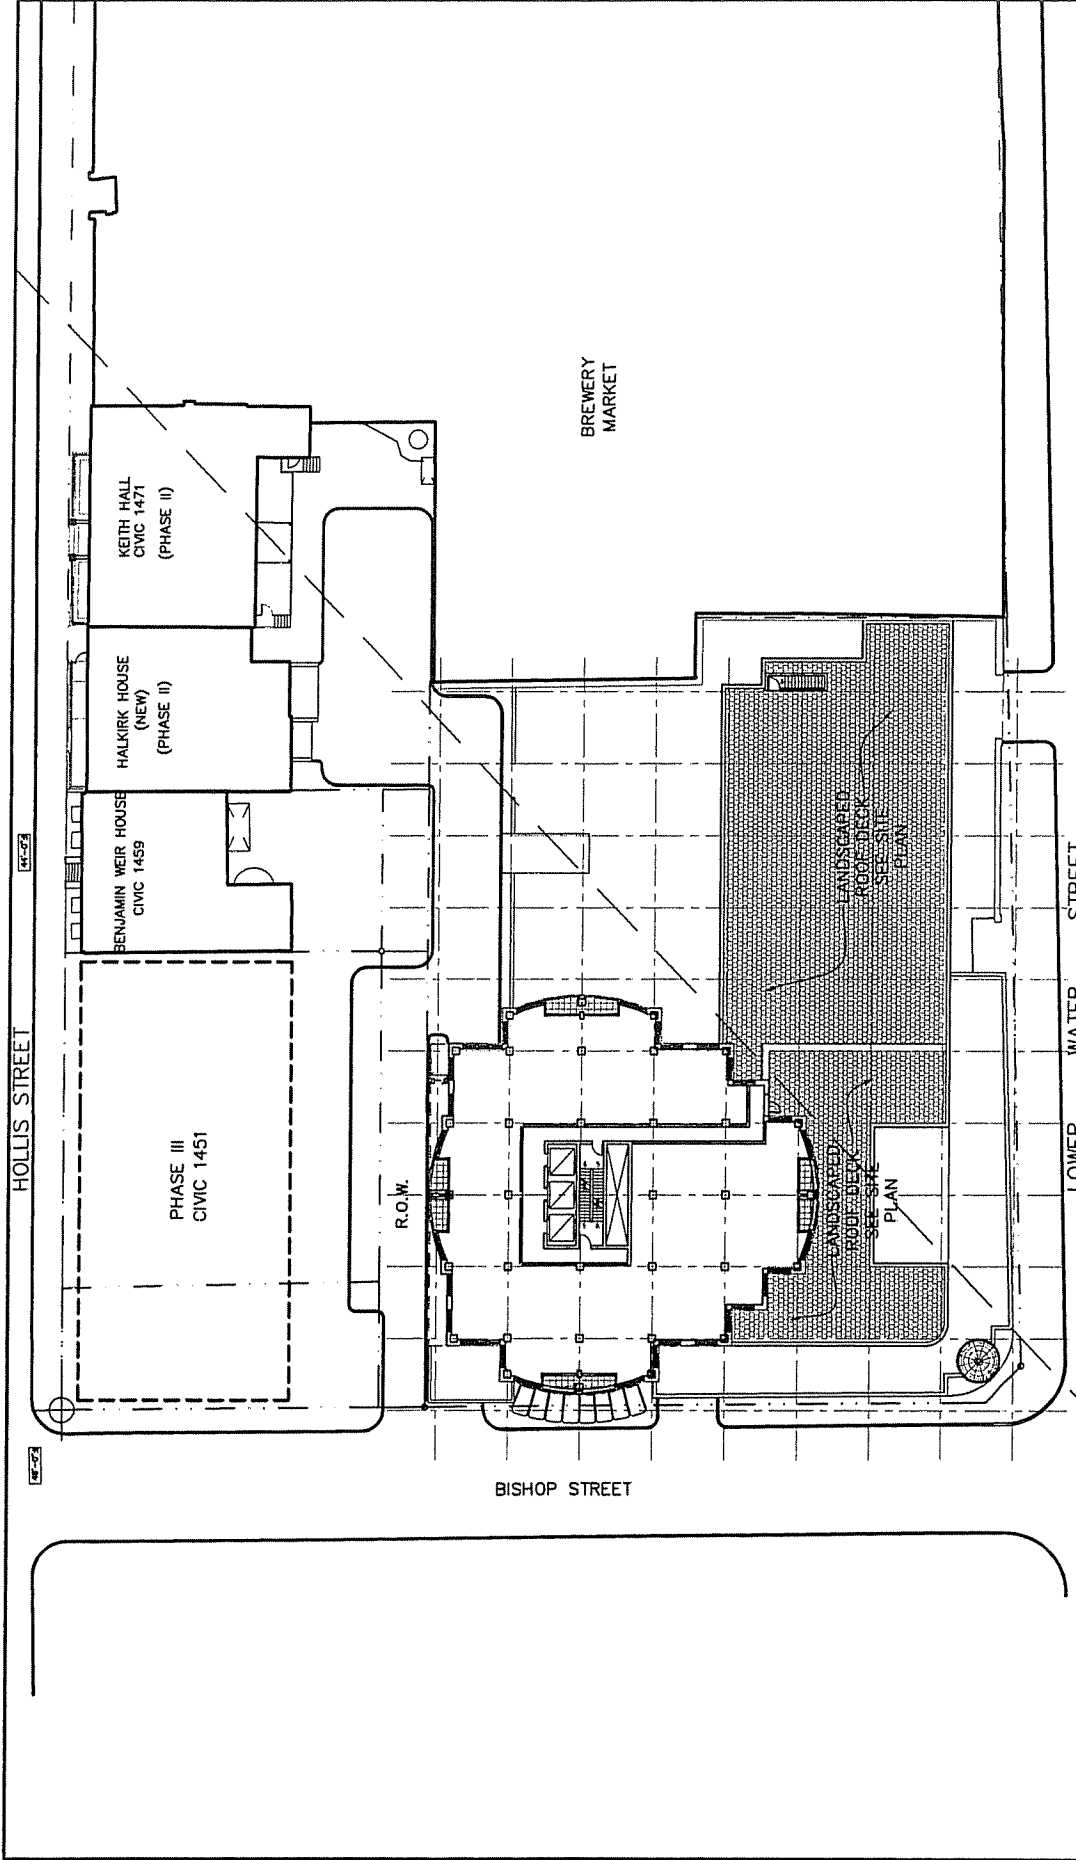 HOLLIS STREET
KEITH HALL
CIVIC 1471
(PHASE II)
HALKIRK HOUSE
(NEW)
(PHASE II)
BENJAMIN WEIR HOUSE
CIVIC 1459
PHASE III
CIVIC 1451
R.O.W.
BREWERY
MARKET
LANDSCAPED
ROOF DECK
SEE SITE
PLAN
LANDSCAPED
ROOF DECK
SEE SITE
PLAN
BISHOP STREET
LOWER WATER STREET